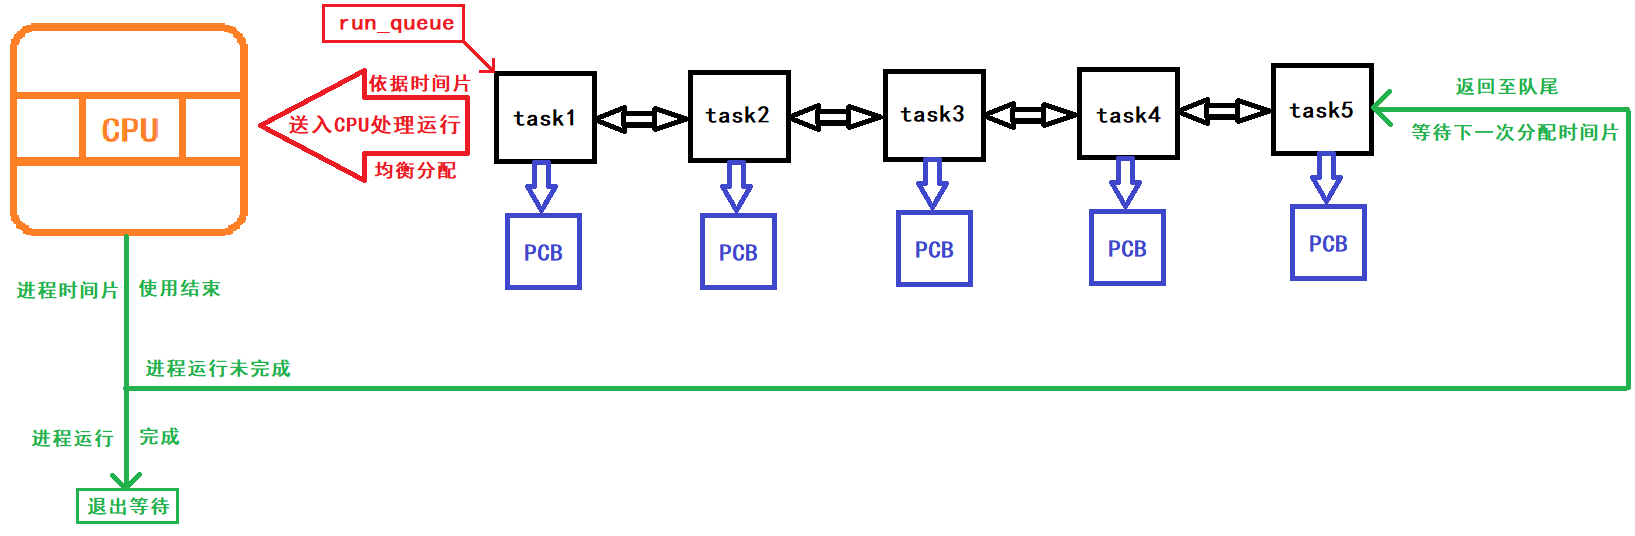 run_queue
依据时间片
送入CPU处理运行
均衡分配
CPU
task1
task2
task3
task4
task5
返回至队尾
等待下一次分配时间片
PCB
PCB
PCB
PCB
PCB
进程时间片 使用结束
进程运行未完成
进程运行 完成
退出等待